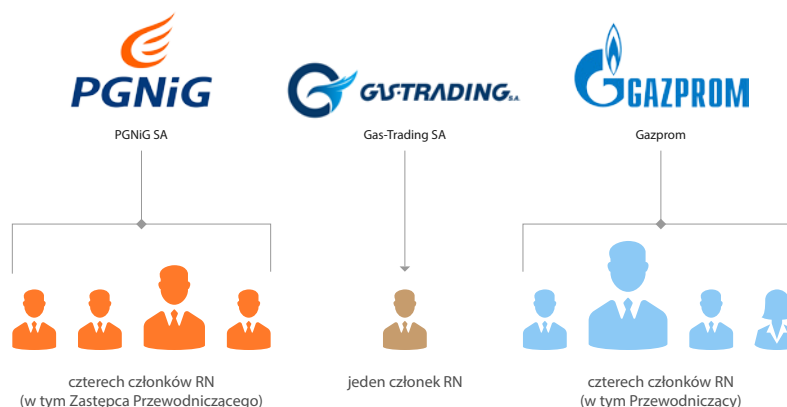 PGNiG
GAS-TRADING S.A.
GAZPROM
PGNiG SA
Gas-Trading SA
Gazprom
czterech członków RN
(w tym Zastępca Przewodniczącego)
jeden członek RN
czterech członków RN
(w tym Przewodniczący)